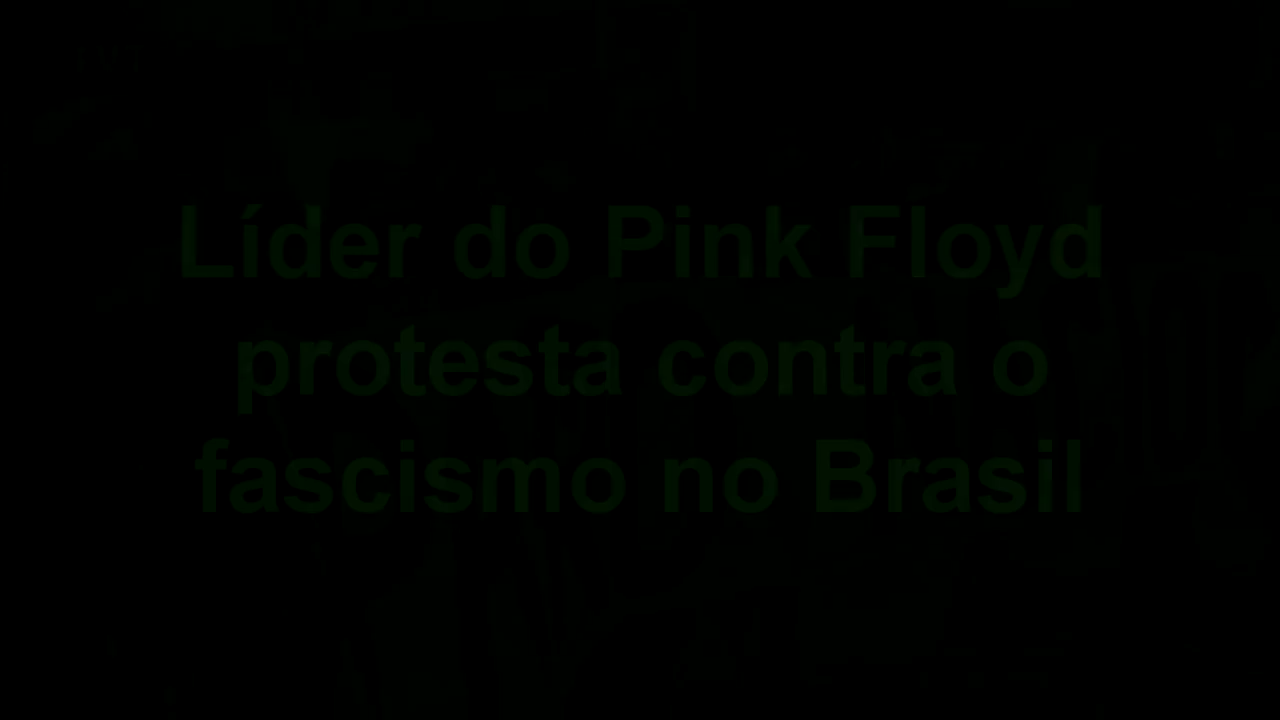 Líder do Pink Floyd
protesta contra o
fascismo no Brasil